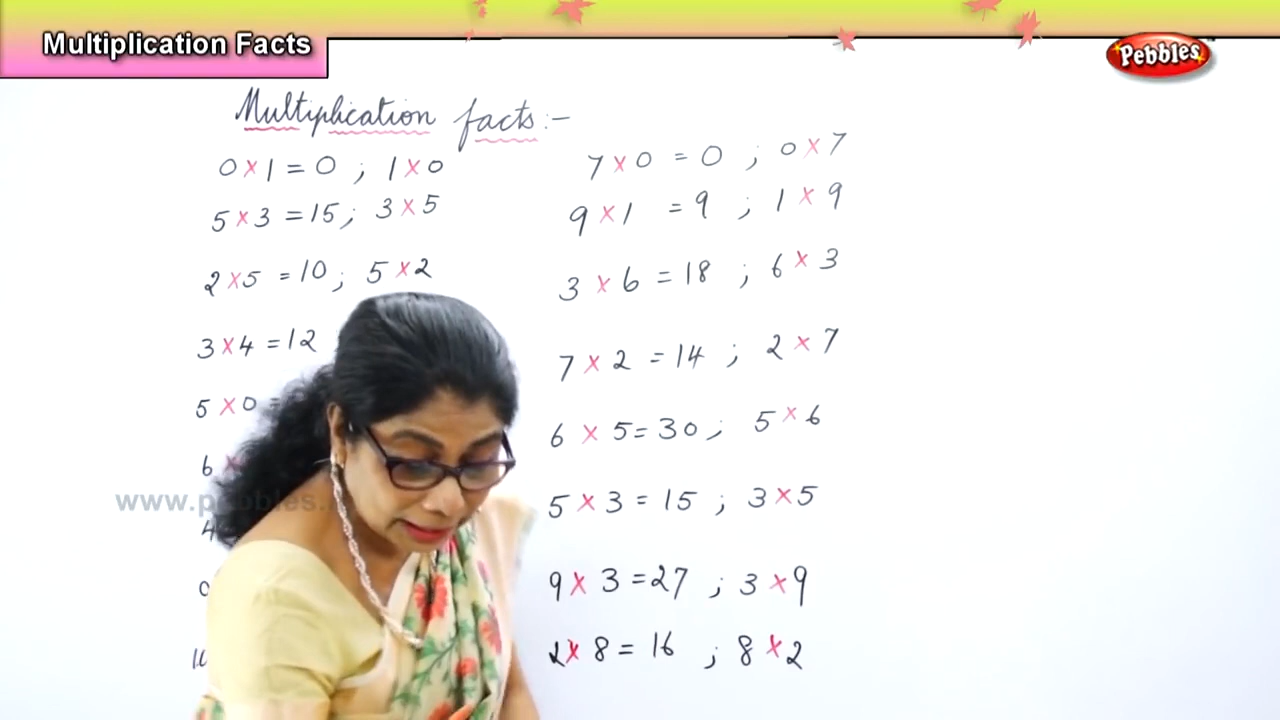 Multiplication Facts
Pebbles
Multiplication facts:-
0 x 1 = 0 ; 1 x 0
5 x 3 = 15 ; 3 x 5
2 x 5 = 10 ; 5 x 2
3 x 4 = 12
5 x 0 =
6
4
7 x 0 = 0 ; 0 x 7
9 x 1 = 9 ; 1 x 9
3 x 6 = 18 ; 6 x 3
7 x 2 = 14 ; 2 x 7
6 x 5 = 30 ; 5 x 6
5 x 3 = 15 ; 3 x 5
9 x 3 = 27 ; 3 x 9
2 x 8 = 16 ; 8 x 2